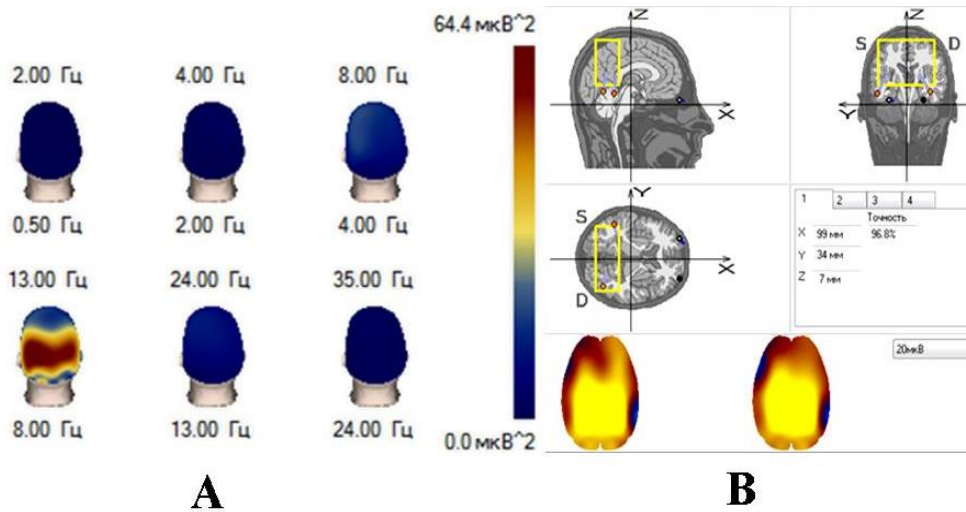 64.4 мкВ^2
2.00 Гц 4.00 Гц 8.00 Гц
0.50 Гц 2.00 Гц 4.00 Гц
13.00 Гц 24.00 Гц 35.00 Гц
8.00 Гц 13.00 Гц 24.00 Гц
0.0 мкВ^2
A
Z
X
Z
S D
Y
Y
S
X
D
1 2 3 4
Точность
X 99 мм 96.8%
Y 34 мм
Z 7 мм
20мкВ
B